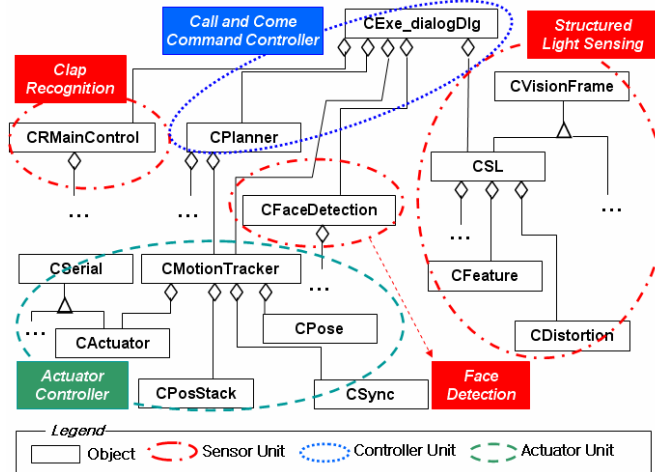 Call and Come
Command Controller
CExe_dialogDlg
Structured
Light Sensing
Clap
Recognition
CVisionFrame
CRMainControl
CPlanner
CSL
...
...
...
CFaceDetection
...
...
CSerial
CMotionTracker
...
CFeature
...
CActuator
CPose
CDistortion
Actuator
Controller
CPosStack
CSync
Face
Detection
Legend
Object
Sensor Unit
Controller Unit
Actuator Unit